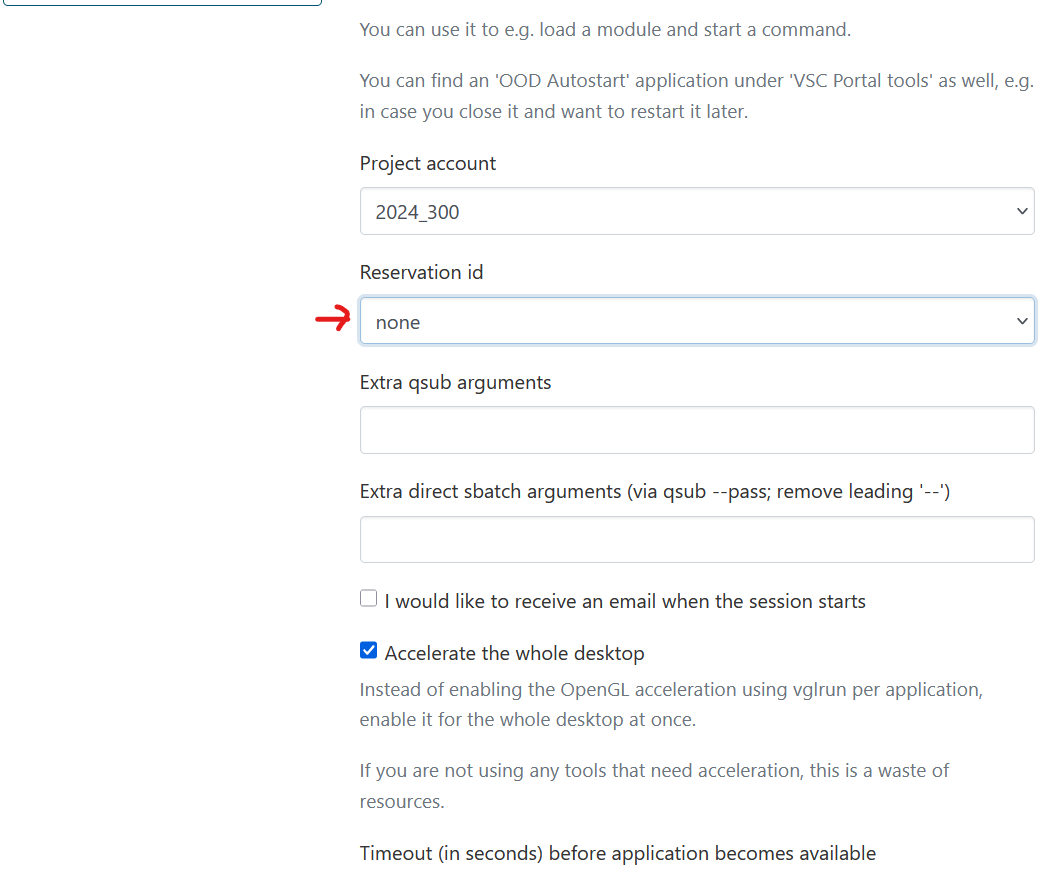 You can use it to e.g. load a module and start a command.
You can find an 'OOD Autostart' application under 'VSC Portal tools' as well, e.g.
in case you close it and want to restart it later.
Project account
2024_300
Reservation id
none
Extra qsub arguments
Extra direct sbatch arguments (via qsub --pass; remove leading '--')
I would like to receive an email when the session starts
Accelerate the whole desktop
Instead of enabling the OpenGL acceleration using vglrun per application,
enable it for the whole desktop at once.
If you are not using any tools that need acceleration, this is a waste of
resources.
Timeout (in seconds) before application becomes available